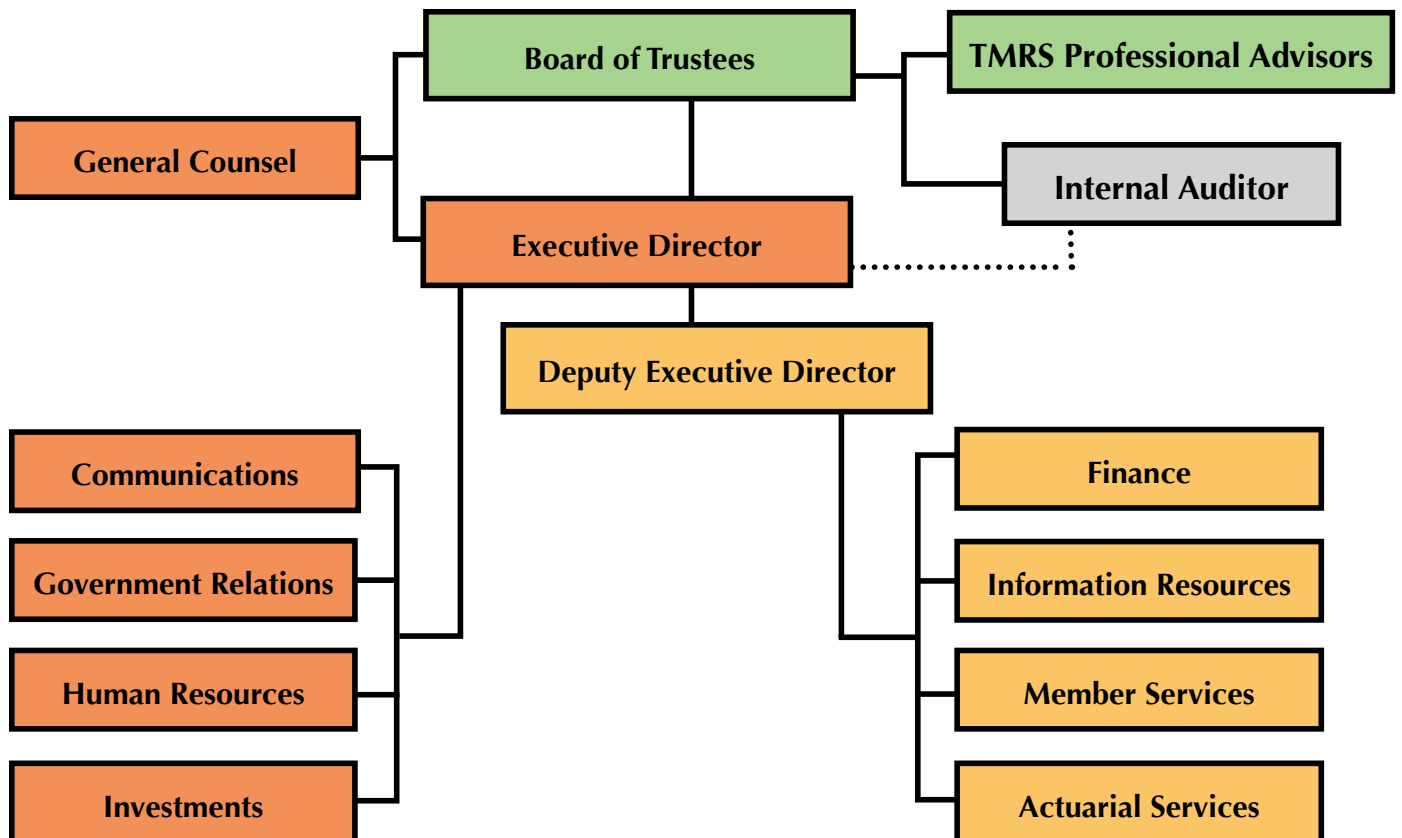 Board of Trustees
TMRS Professional Advisors
General Counsel
Internal Auditor
Executive Director
Deputy Executive Director
Communications
Finance
Government Relations
Information Resources
Human Resources
Member Services
Investments
Actuarial Services